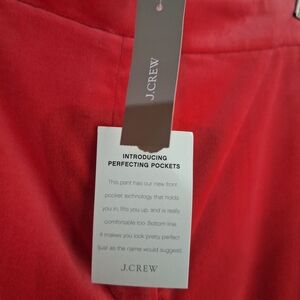 J.CREW
INTRODUCING
PERFECTING POCKETS
This pant has our new front
pocket technology that holds
you in, lifts you up, and is really
comfortable too. Bottom line:
it makes you look pretty perfect
(just as the name would suggest).
J.CREW